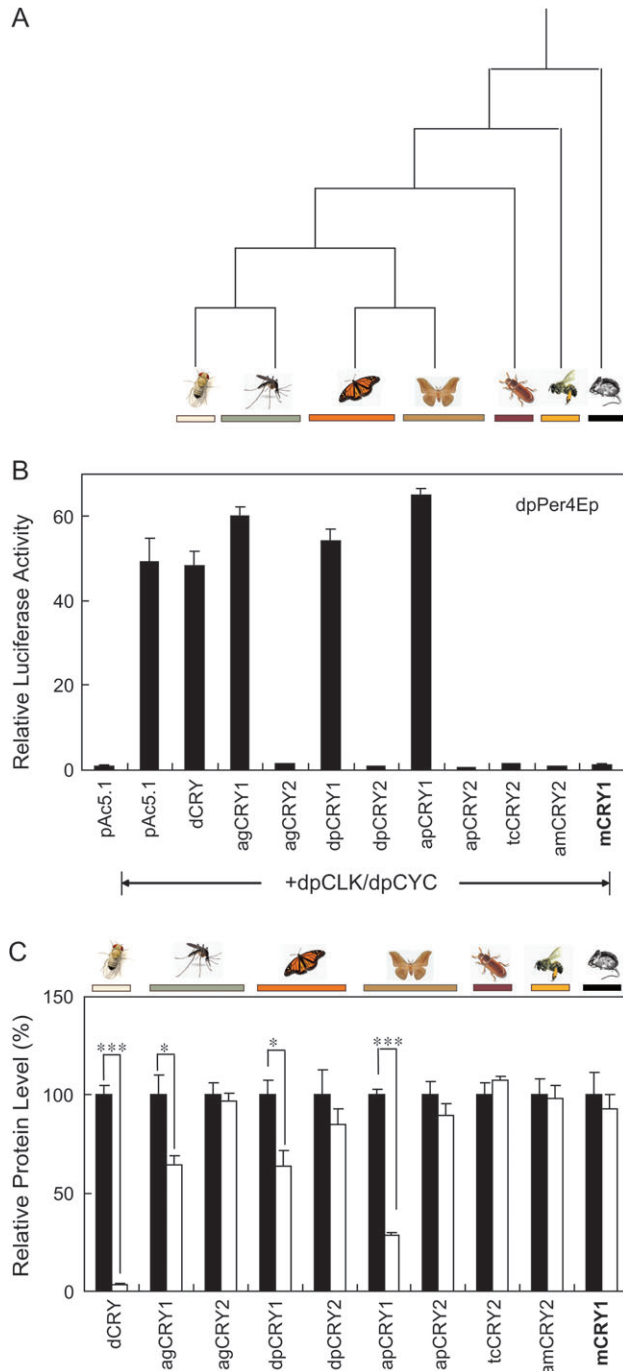 A
B
dpPer4Ep
Relative Luciferase Activity
60
40
20
0
pAc5.1
pAc5.1
dCRY
agCRY1
agCRY2
dpCRY1
dpCRY2
apCRY1
apCRY2
tcCRY2
amCRY2
mCRY1
+dpCLK/dpCYC
C
Relative Protein Level (%)
150
100
50
0
***
*
*
***
dCRY
agCRY1
agCRY2
dpCRY1
dpCRY2
apCRY1
apCRY2
tcCRY2
amCRY2
mCRY1